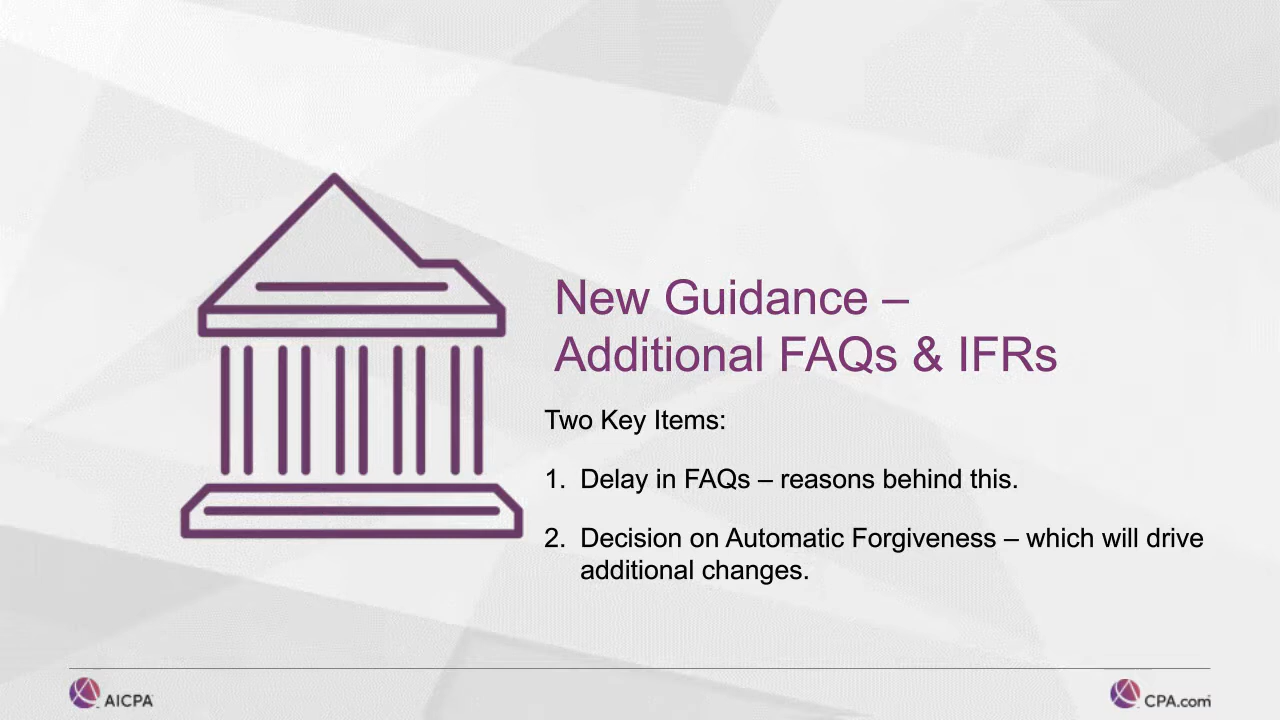 New Guidance –
Additional FAQs & IFRs
Two Key Items:
1. Delay in FAQs – reasons behind this.
2. Decision on Automatic Forgiveness – which will drive
additional changes.
AICPA
CPA.com